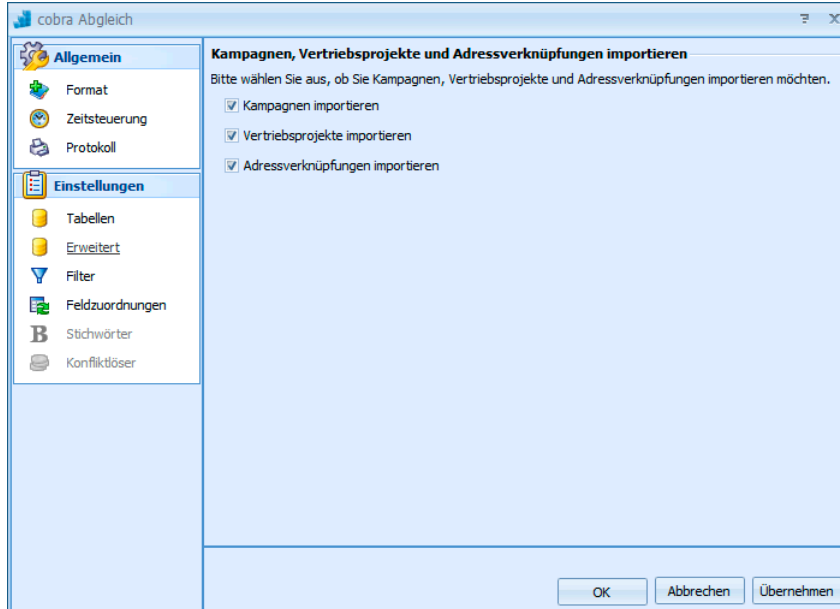 cobra Abgleich
Allgemein
Format
Zeitsteuerung
Protokoll
Einstellungen
Tabellen
Erweitert
Filter
Feldzuordnungen
B Stichwörter
Konfliktlöser
Kampagnen, Vertriebsprojekte und Adressverknüpfungen importieren
Bitte wählen Sie aus, ob Sie Kampagnen, Vertriebsprojekte und Adressverknüpfungen importieren möchten.
Kampagnen importieren
Vertriebsprojekte importieren
Adressverknüpfungen importieren
OK
Abbrechen
Übernehmen